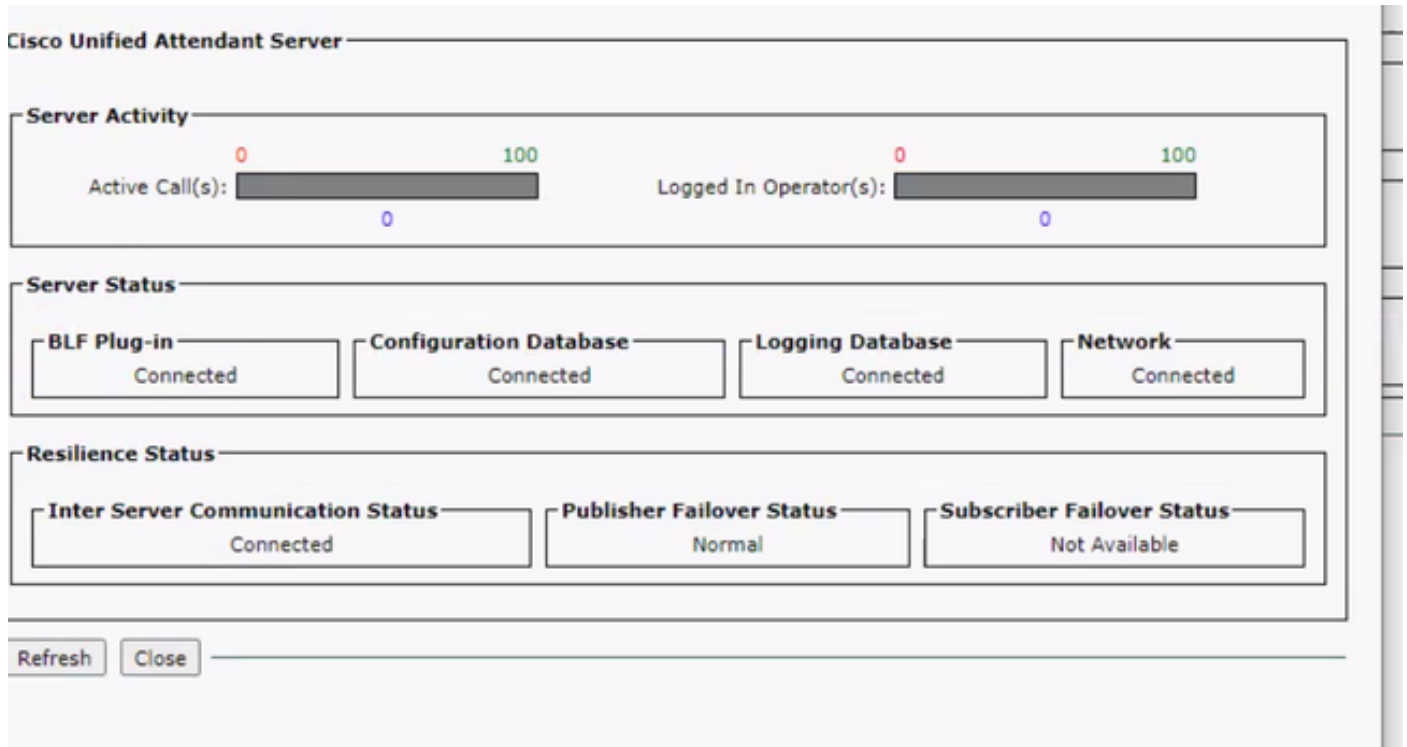 Cisco Unified Attendant Server
Server Activity
0 100 0 100
Active Call(s): Logged In Operator(s):
0 0
Server Status
BLF Plug-in Configuration Database Logging Database Network
Connected Connected Connected Connected
Resilience Status
Inter Server Communication Status Publisher Failover Status Subscriber Failover Status
Connected Normal Not Available
Refresh Close